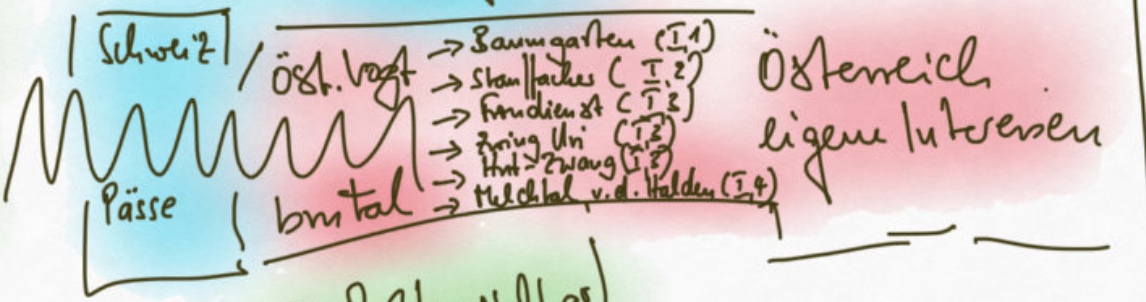 Schweiz
Öst. Vogt
→ Baumgarten (I,1)
→ Stauffacher (I,2)
→ Frondienst (I,3)
→ Zwing Uri (I,3)
→ Hut > Zwang (I,3)
→ Melchtal v.d. Halden (I,4)
brutal
Pässe
Österreich
eigene Interessen